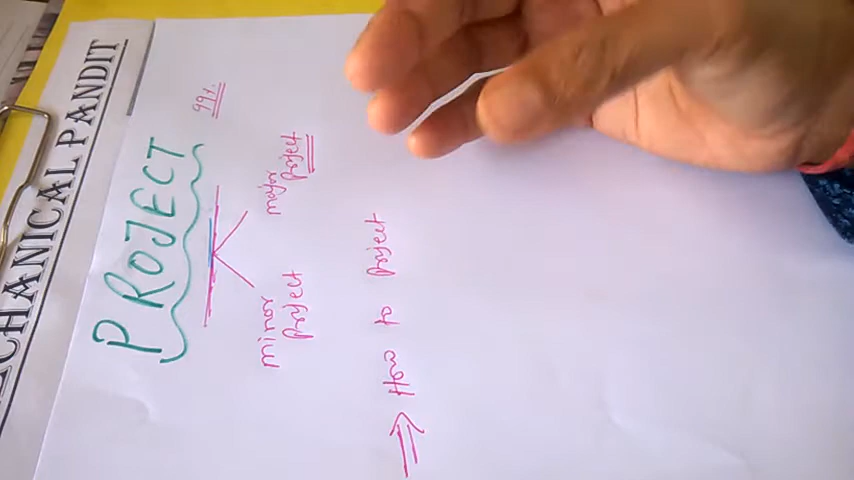 CHANICAL PANDIT
PROJECT
99%
minor project
major project
⇒ How to project